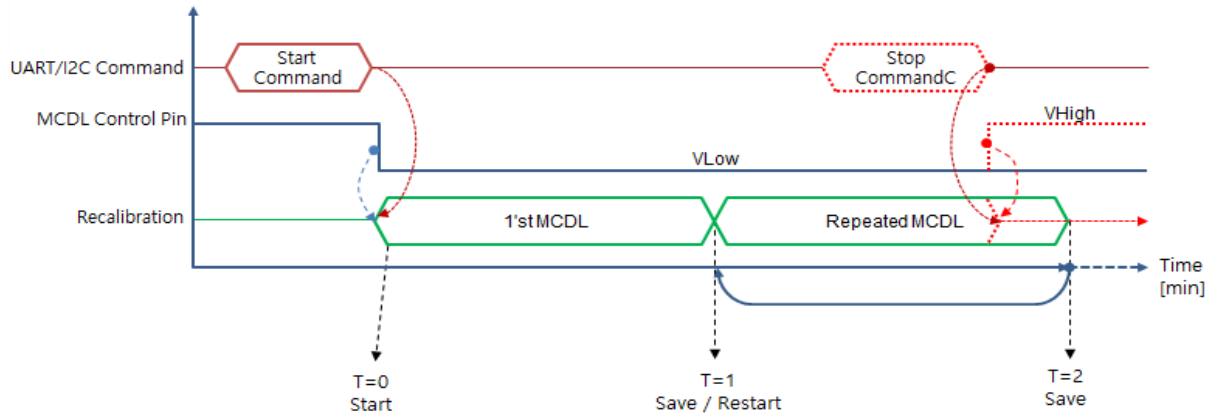 Start
Command
Stop
CommandC
UART/I2C Command
MCDL Control Pin
VHigh
VLow
Recalibration
1'st MCDL
Repeated MCDL
Time
[min]
T=0
Start
T=1
Save / Restart
T=2
Save